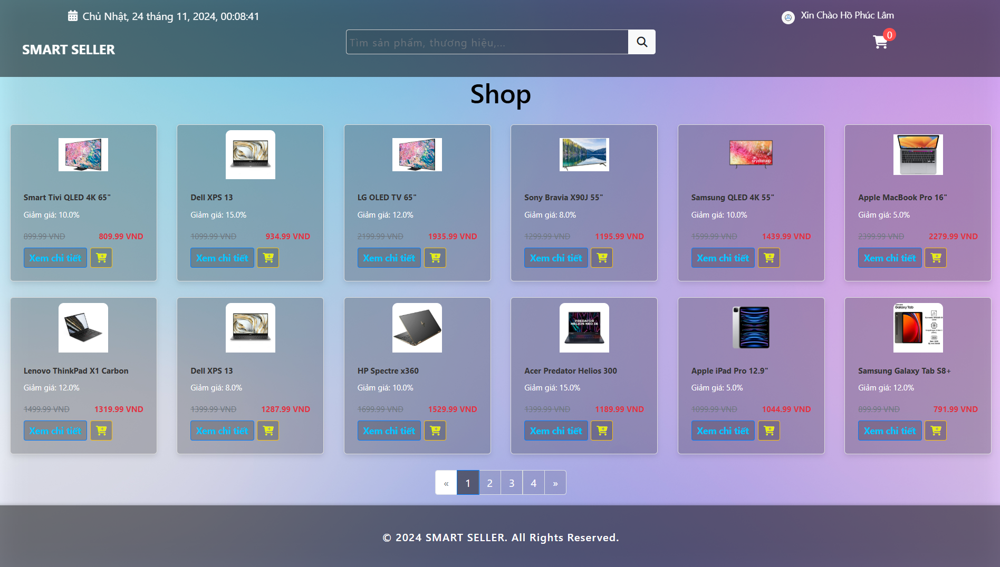 Chủ Nhật, 24 tháng 11, 2024, 00:08:41
Xin Chào Hồ Phúc Lâm
SMART SELLER
Tìm sản phẩm, thương hiệu,...
0
Shop
Smart Tivi QLED 4K 65"
Giảm giá: 10.0%
899.99 VND 809.99 VND
Xem chi tiết
Dell XPS 13
Giảm giá: 15.0%
1099.99 VND 934.99 VND
Xem chi tiết
LG OLED TV 65"
Giảm giá: 12.0%
2199.99 VND 1935.99 VND
Xem chi tiết
Sony Bravia X90J 55"
Giảm giá: 8.0%
1299.99 VND 1195.99 VND
Xem chi tiết
Crystal UHD
Samsung QLED 4K 55"
Giảm giá: 10.0%
1599.99 VND 1439.99 VND
Xem chi tiết
Apple MacBook Pro 16"
Giảm giá: 5.0%
2399.99 VND 2279.99 VND
Xem chi tiết
Lenovo ThinkPad X1 Carbon
Giảm giá: 12.0%
1499.99 VND 1319.99 VND
Xem chi tiết
Dell XPS 13
Giảm giá: 8.0%
1399.99 VND 1287.99 VND
Xem chi tiết
HP Spectre x360
Giảm giá: 10.0%
1699.99 VND 1529.99 VND
Xem chi tiết
PREDATOR
HELIOS NEO 16
Acer Predator Helios 300
Giảm giá: 15.0%
1399.99 VND 1189.99 VND
Xem chi tiết
Apple iPad Pro 12.9"
Giảm giá: 5.0%
1099.99 VND 1044.99 VND
Xem chi tiết
Galaxy Tab
Samsung Galaxy Tab S8+
Giảm giá: 12.0%
899.99 VND 791.99 VND
Xem chi tiết
« 1 2 3 4 »
© 2024 SMART SELLER. All Rights Reserved.